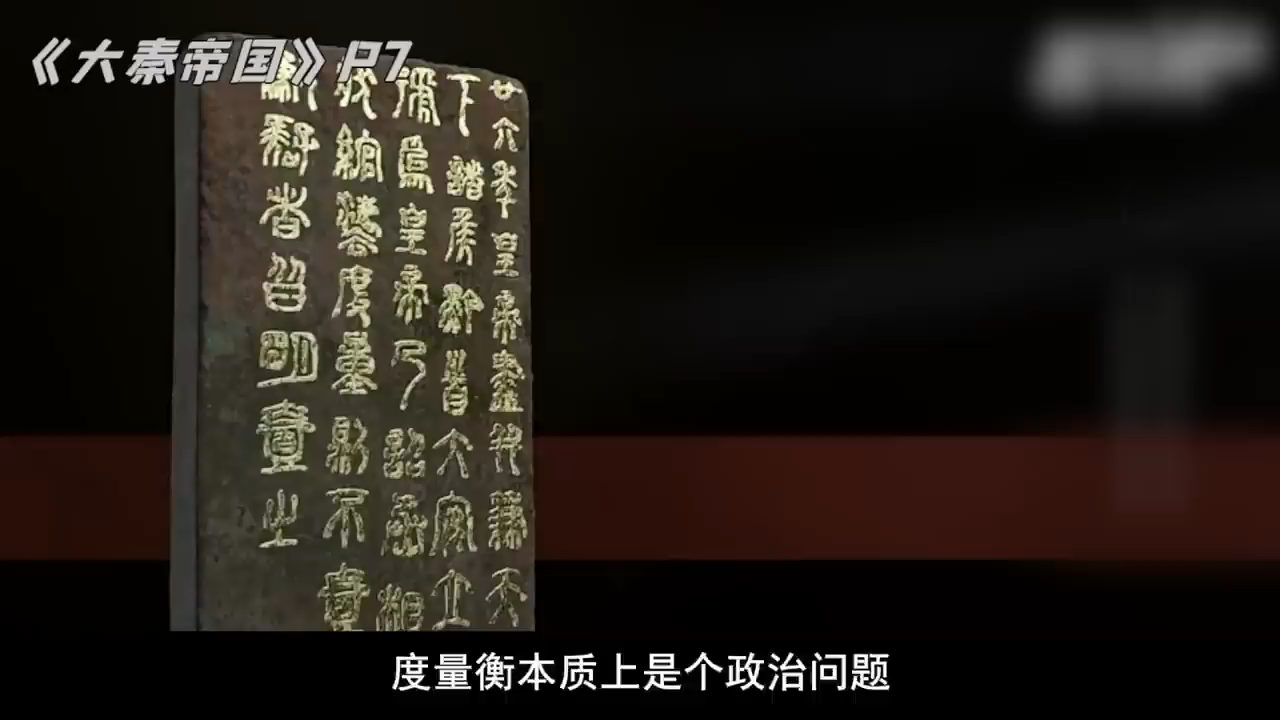 《大秦帝国》P7
廿六年皇帝盡并兼天
下諸侯黔首大安立
號為皇帝乃詔丞相
狀綰灋度量則不壹
歉疑者皆明壹之
度量衡本质上是个政治问题